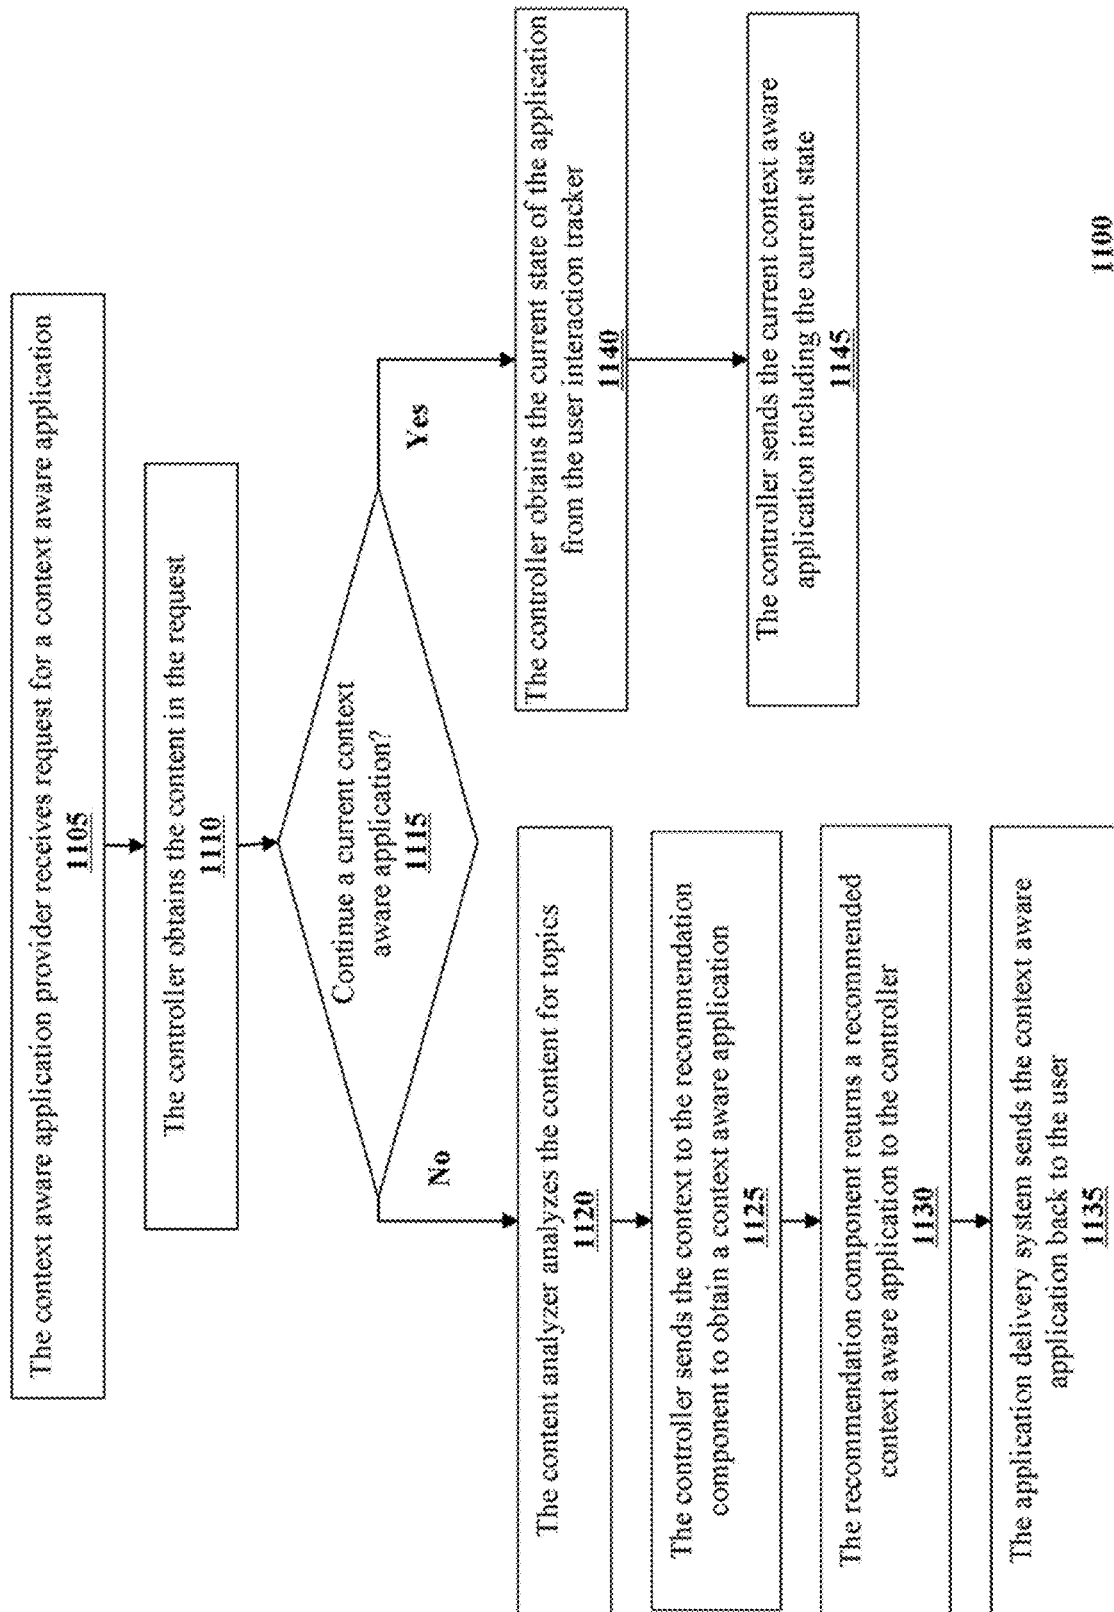 The context aware application provider receives request for a context aware application
1105
The controller obtains the content in the request
1110
Continue a current context
aware application?
1115
No
Yes
The content analyzer analyzes the content for topics
1120
The controller sends the context to the recommendation
component to obtain a context aware application
1125
The recommendation component returns a recommended
context aware application to the controller
1130
The application delivery system sends the context aware
application back to the user
1135
The controller obtains the current state of the application
from the user interaction tracker
1140
The controller sends the current context aware
application including the current state
1145
1100